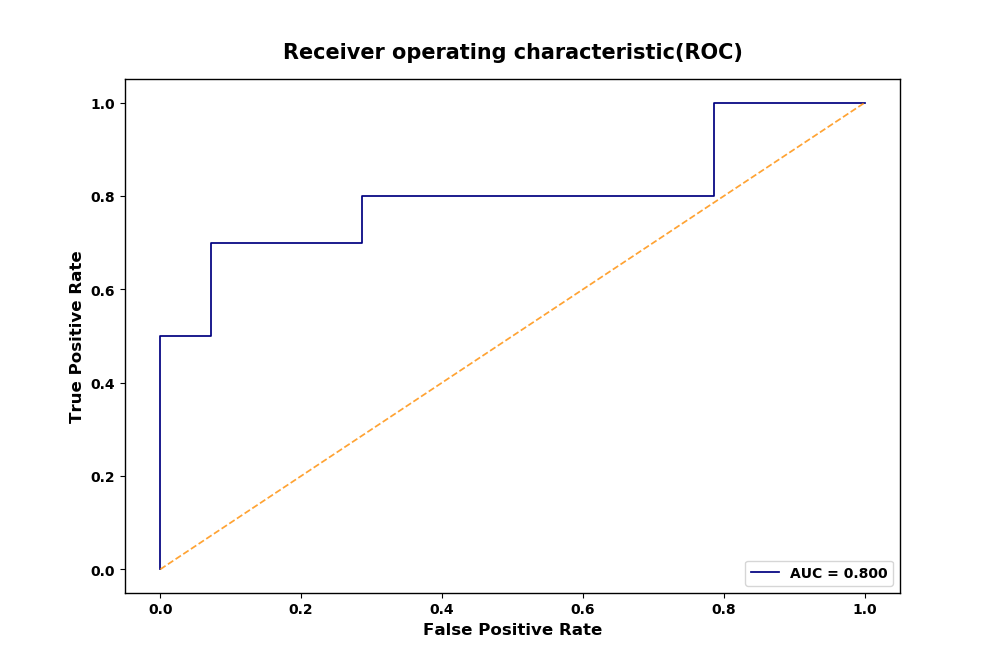 Receiver operating characteristic(ROC)
1.0
0.8
0.6
0.4
0.2
0.0
True Positive Rate
0.0 0.2 0.4 0.6 0.8 1.0
False Positive Rate
AUC = 0.800